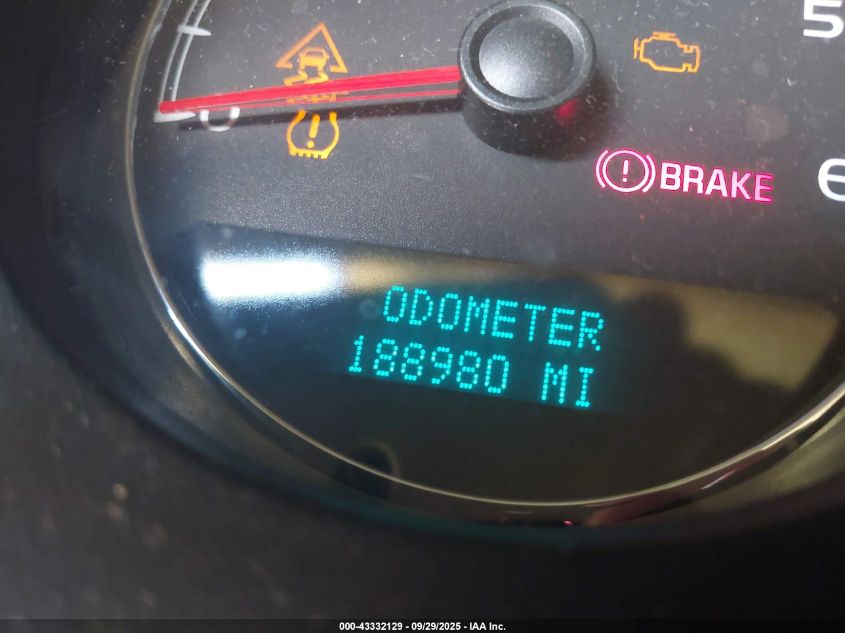 5
BRAKE
ODOMETER
188980 MI
000-43332129 - 09/29/2025 - IAA Inc.